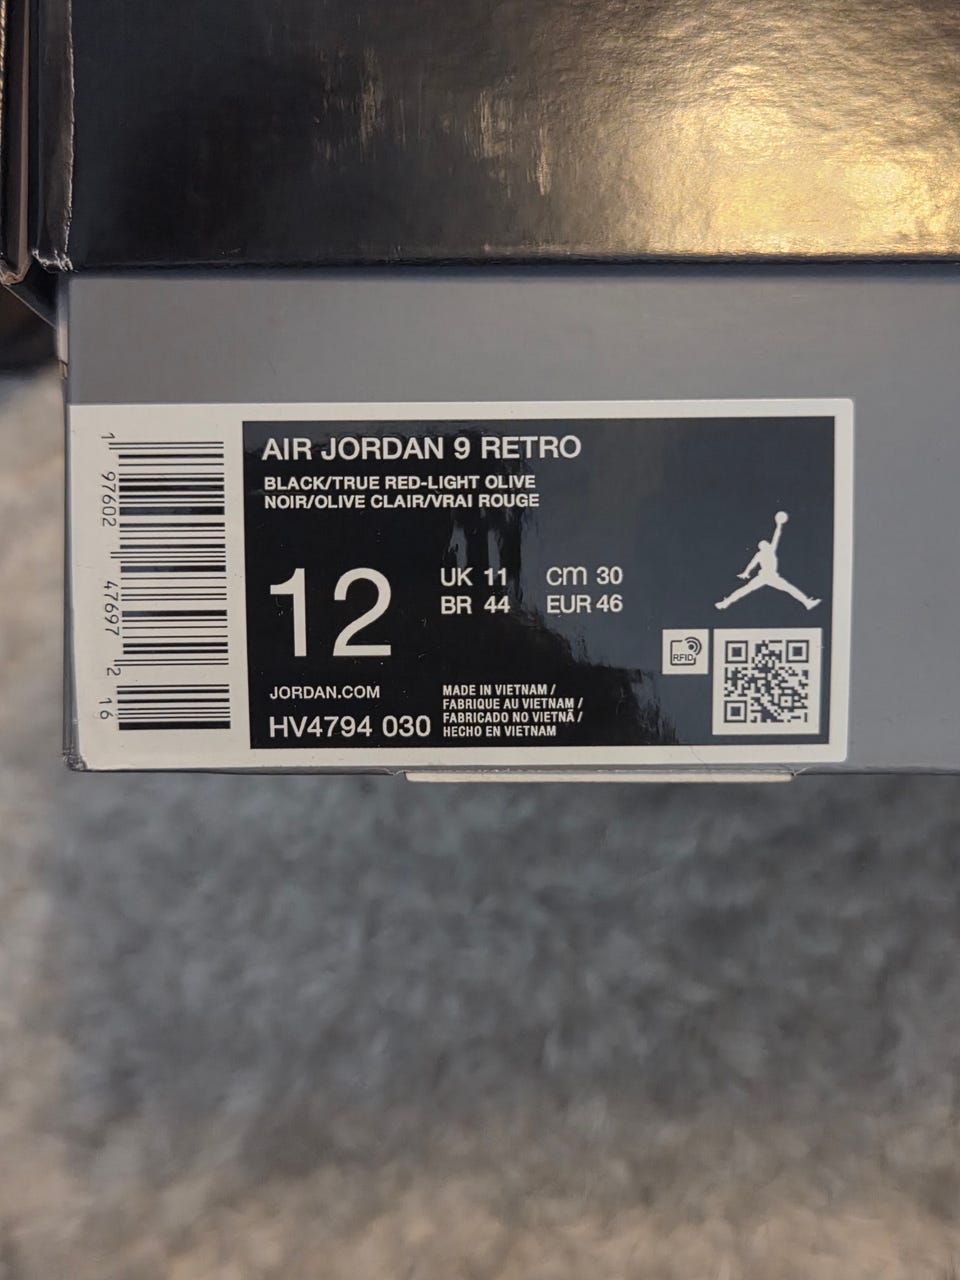 1 97602 47697 2 16
AIR JORDAN 9 RETRO
BLACK/TRUE RED-LIGHT OLIVE
NOIR/OLIVE CLAIR/VRAI ROUGE
12
UK 11 cm 30
BR 44 EUR 46
RFID
JORDAN.COM
HV4794 030
MADE IN VIETNAM /
FABRIQUE AU VIETNAM /
FABRICADO NO VIETNÃ /
HECHO EN VIETNAM